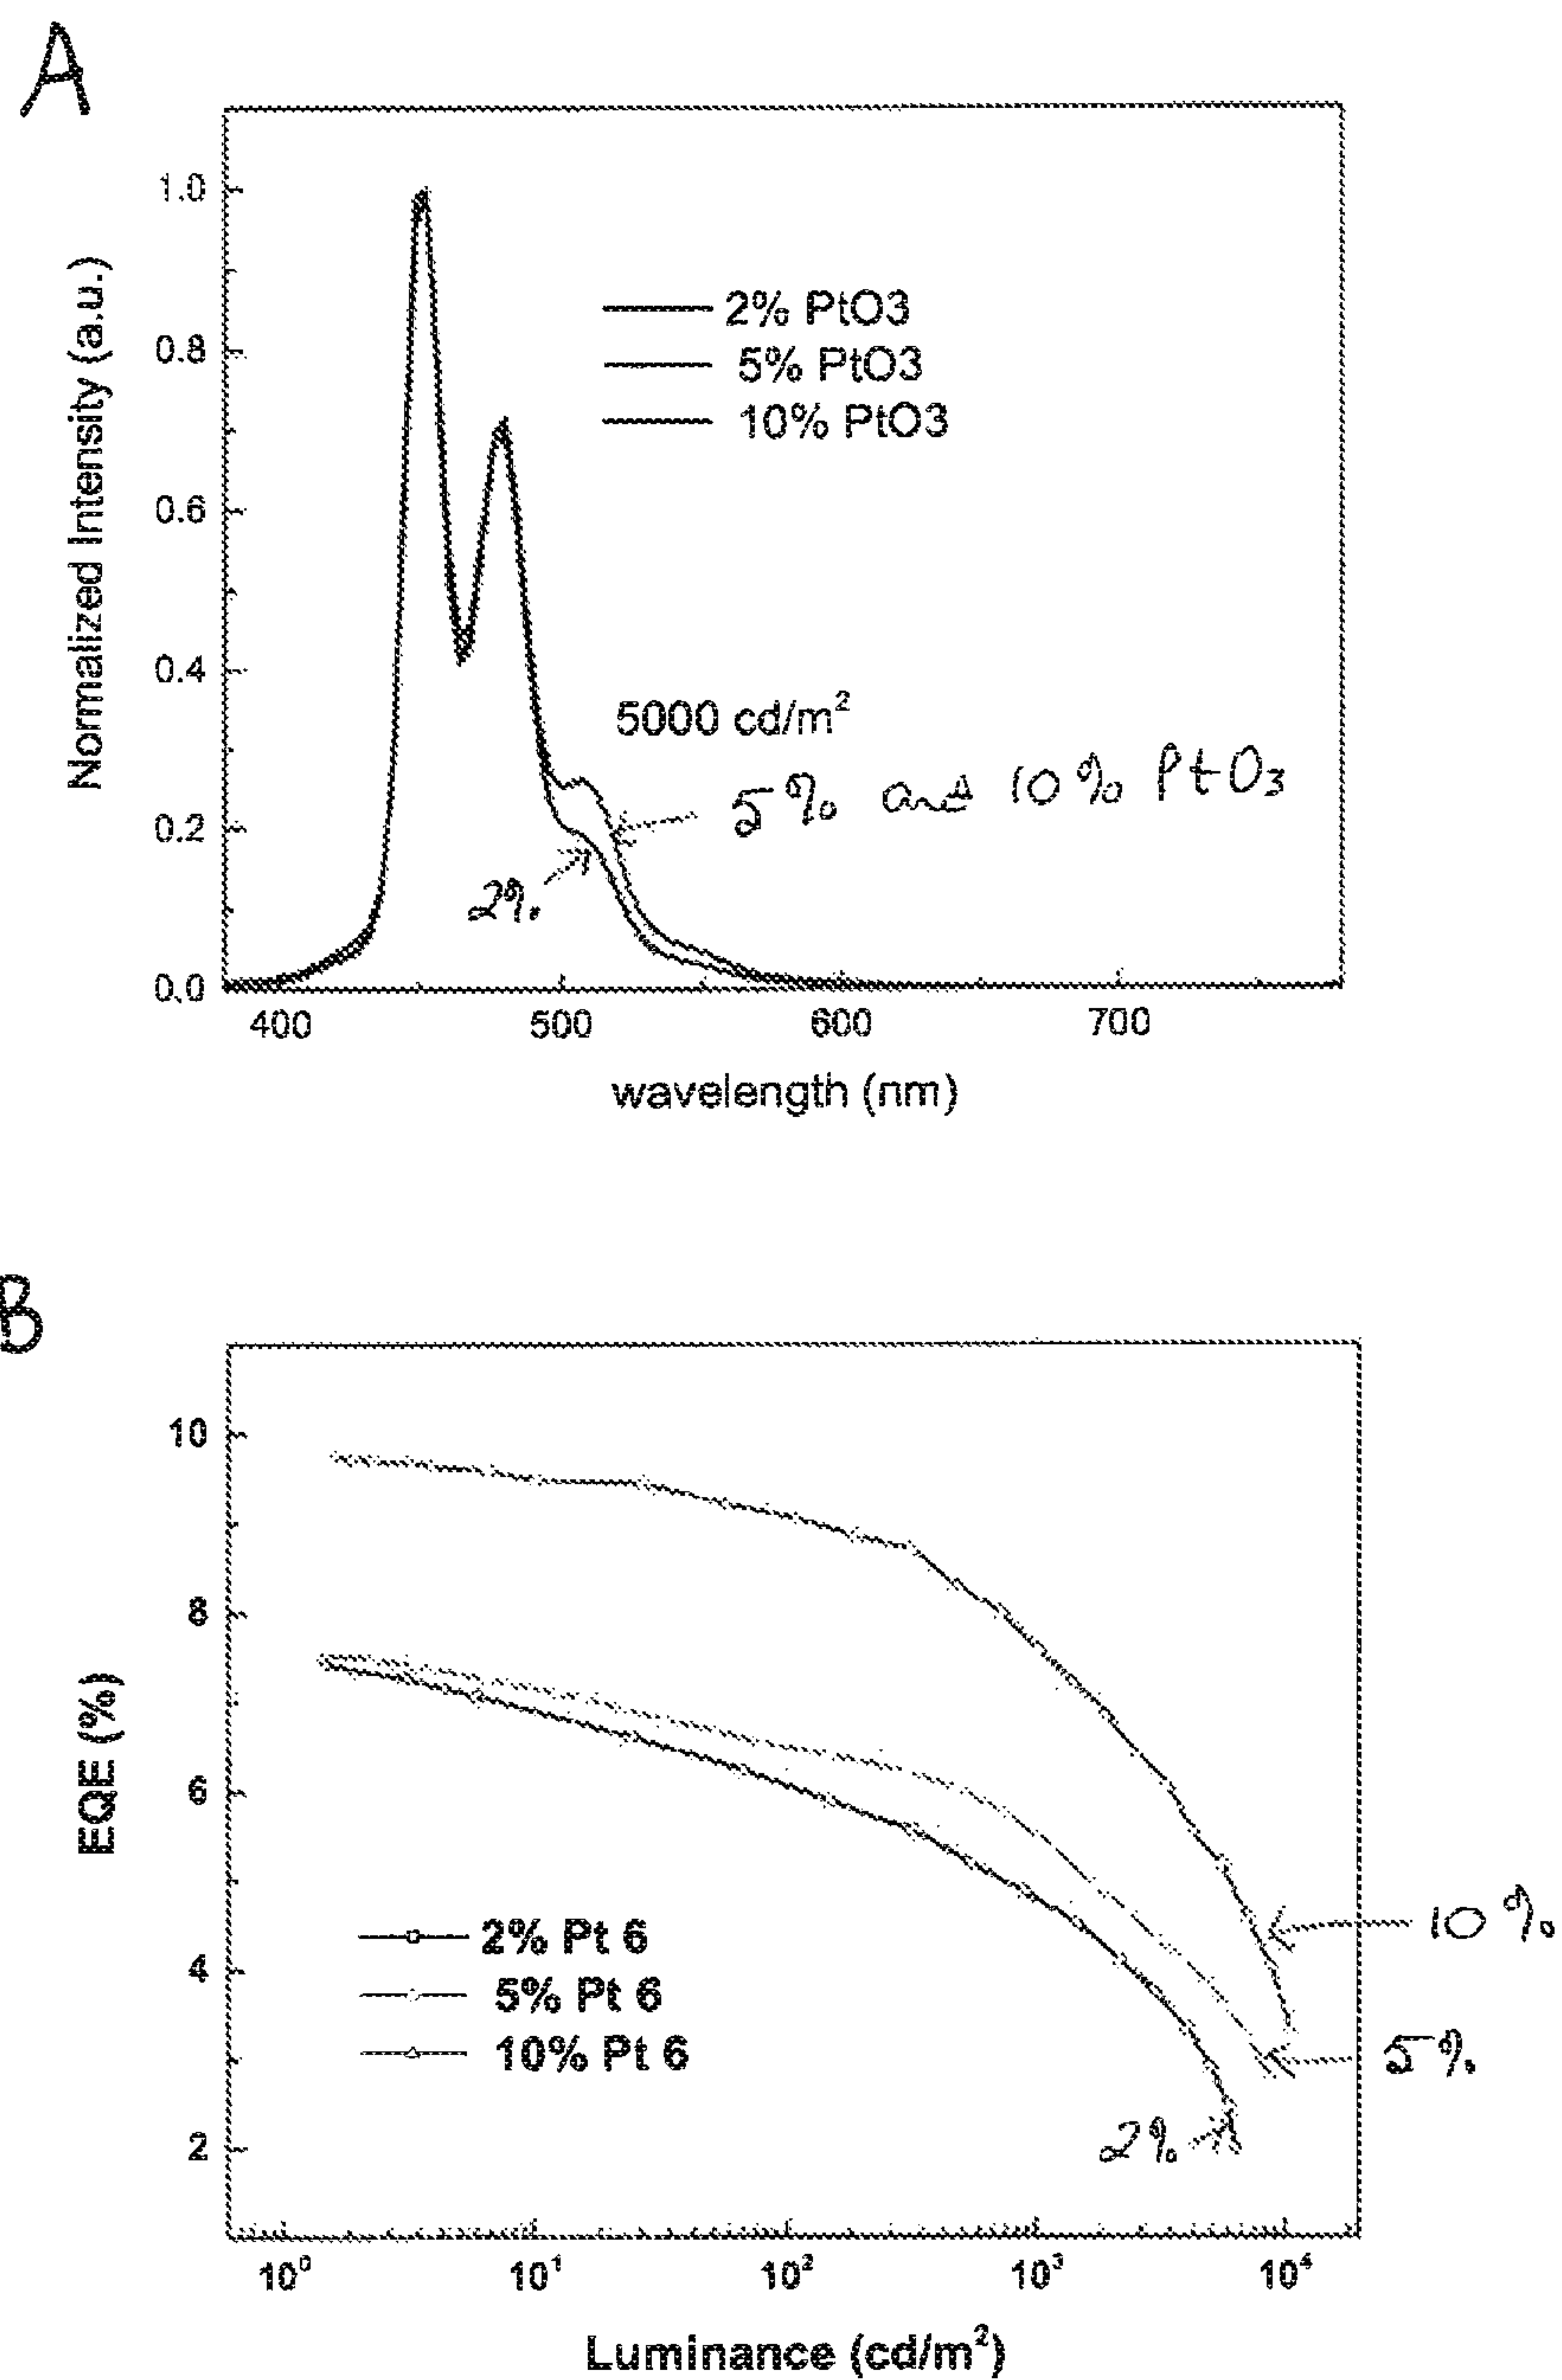 A
1.0
0.8
0.6
0.4
0.2
0.0
Normalized Intensity (a.u.)
2% PtO3
5% PtO3
10% PtO3
5000 cd/m²
5% and 10% PtO3
2%
400 500 600 700
wavelength (nm)
B
10
8
6
4
2
EQE (%)
2% Pt 6
5% Pt 6
10% Pt 6
10%
5%
2%
10⁰ 10¹ 10² 10³ 10⁴
Luminance (cd/m²)